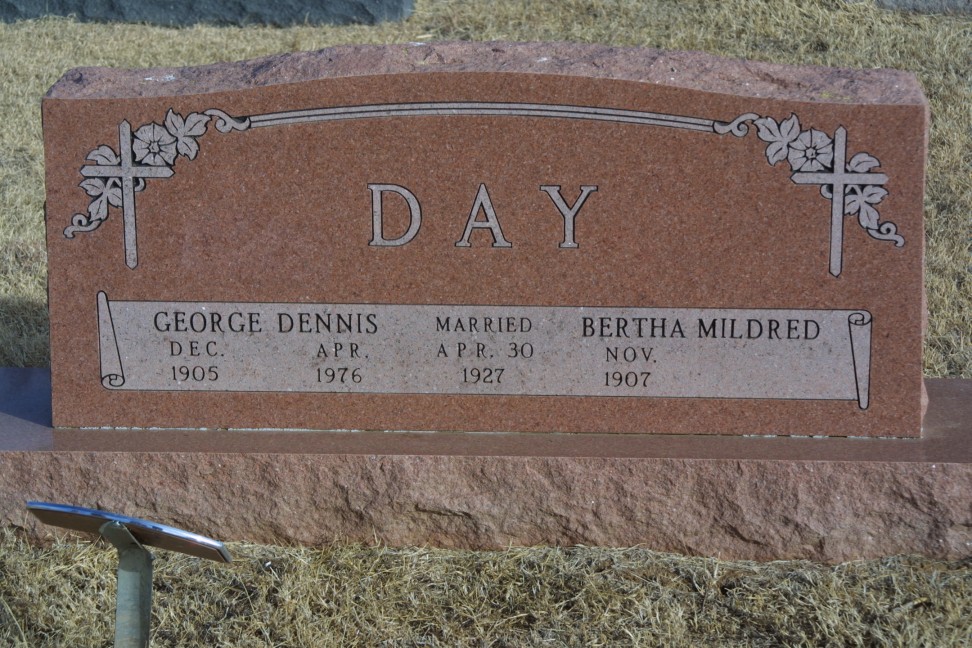 DAY
GEORGE DENNIS MARRIED BERTHA MILDRED
DEC. APR. APR. 30 NOV.
1905 1976 1927 1907